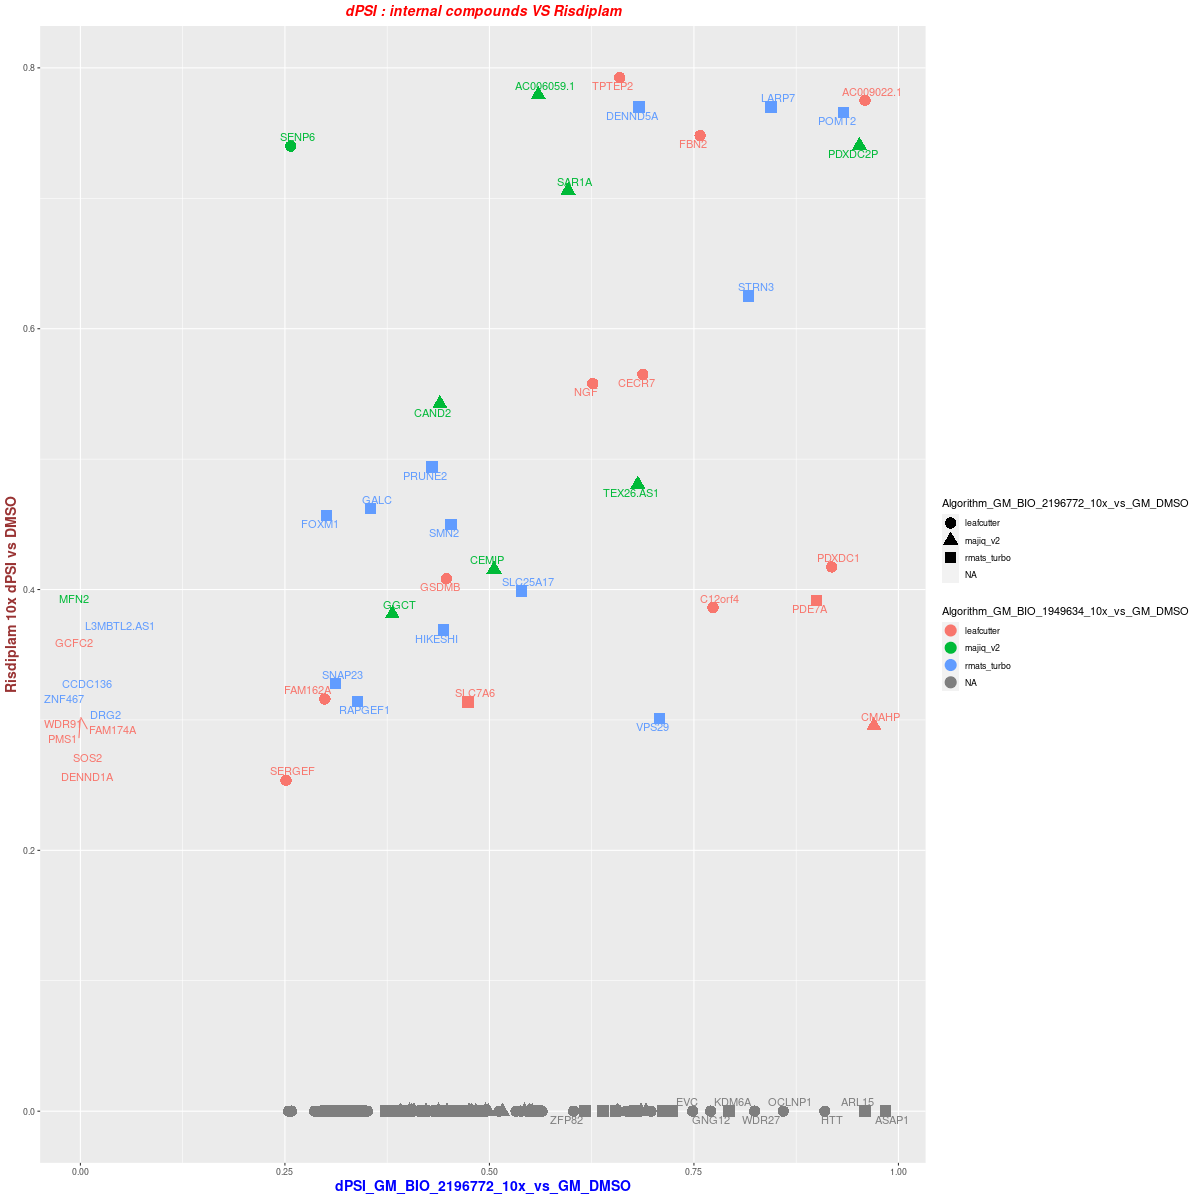 dPSI : internal compounds VS Risdiplam
Risdiplam 10x dPSI vs DMSO
0.8
0.6
0.4
0.2
0.0
TPTEP2
AC006059.1
AC009022.1
LARP7
DENND5A
POMT2
SENP6
FBN2
PDXDC2P
SAR1A
STRN3
CECR7
NGF
CAND2
PRUNE2
TEX26.AS1
GALC
FOXM1
SMN2
CEMIP
PDXDC1
SLC25A17
GSDMB
MFN2
GGCT
C12orf4
PDE7A
L3MBTL2.AS1
HIKESHI
GCFC2
SNAP23
CCDC136
FAM162A
SLC7A6
ZNF467
RAPGEF1
DRG2
CMAHP
WDR91
FAM174A
VPS29
PMS1
SOS2
SERGEF
DENND1A
EVC
KDM6A
OCLNP1
ARL15
ZFP82
GNG12
WDR27
HTT
ASAP1
0.00
0.25
0.50
0.75
1.00
dPSI_GM_BIO_2196772_10x_vs_GM_DMSO
Algorithm_GM_BIO_2196772_10x_vs_GM_DMSO
leafcutter
majiq_v2
rmats_turbo
NA
Algorithm_GM_BIO_1949634_10x_vs_GM_DMSO
leafcutter
majiq_v2
rmats_turbo
NA